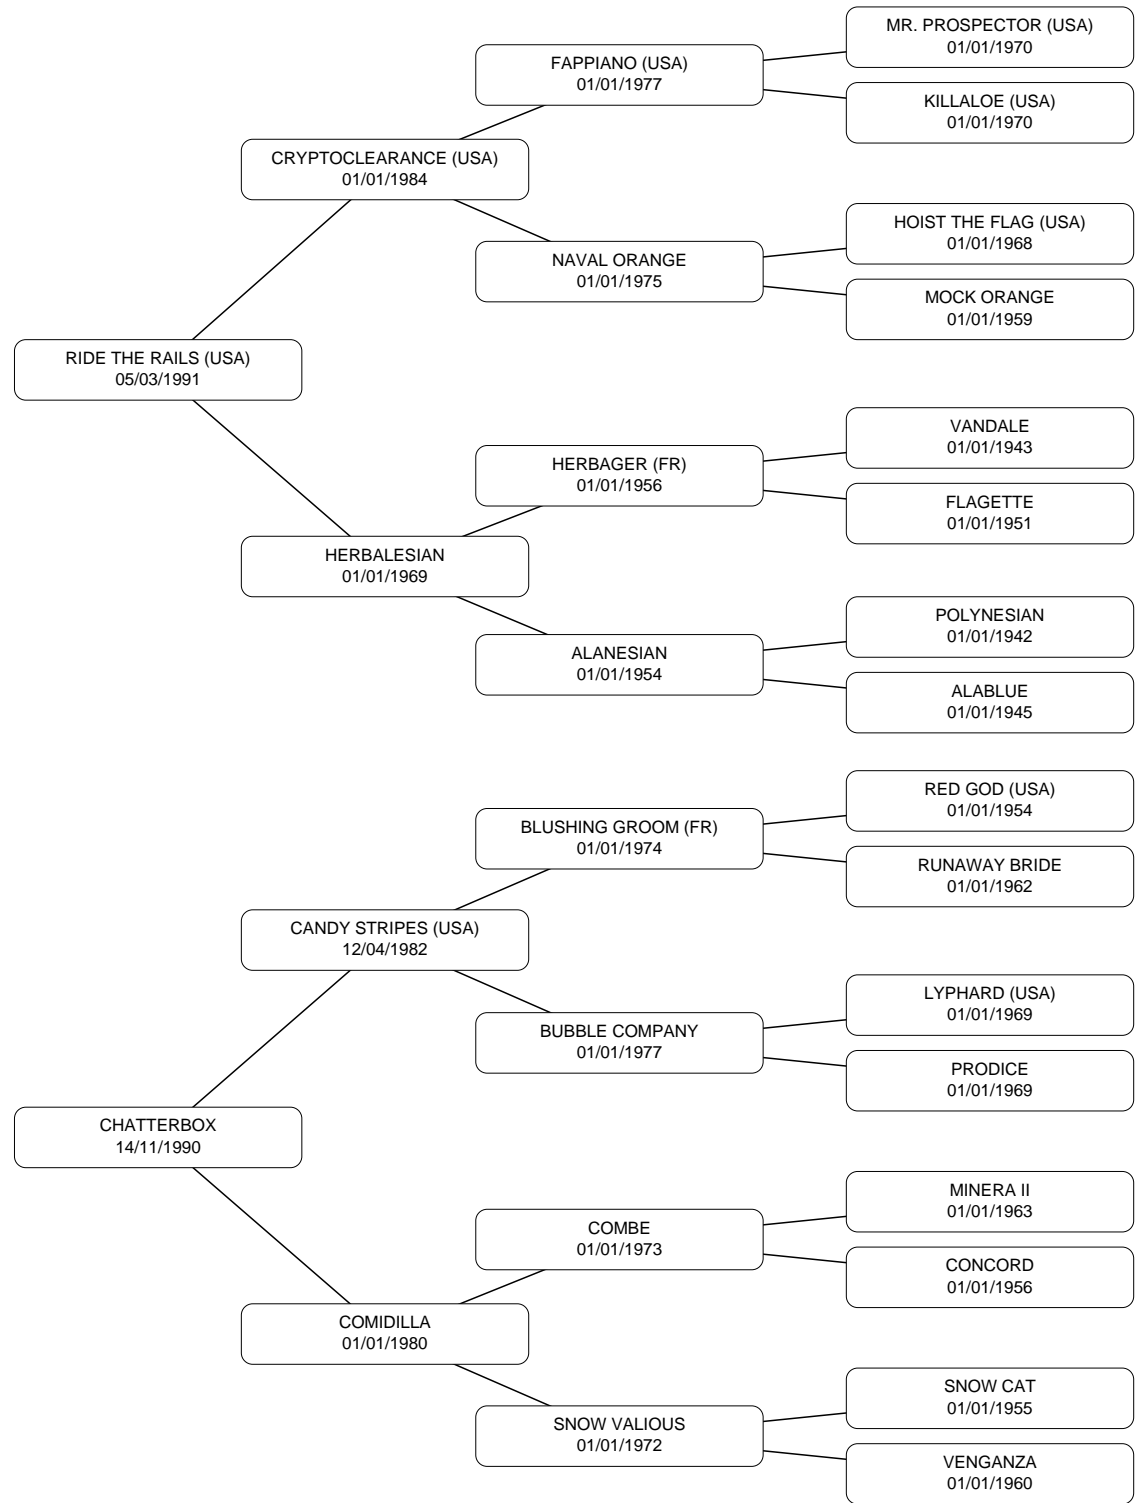 MR. PROSPECTOR (USA)
01/01/1970
FAPPIANO (USA)
01/01/1977
KILLALOE (USA)
01/01/1970
CRYPTOCLEARANCE (USA)
01/01/1984
HOIST THE FLAG (USA)
01/01/1968
NAVAL ORANGE
01/01/1975
MOCK ORANGE
01/01/1959
RIDE THE RAILS (USA)
05/03/1991
VANDALE
01/01/1943
HERBAGER (FR)
01/01/1956
FLAGETTE
01/01/1951
HERBALESIAN
01/01/1969
POLYNESIAN
01/01/1942
ALANESIAN
01/01/1954
ALABLUE
01/01/1945
RED GOD (USA)
01/01/1954
BLUSHING GROOM (FR)
01/01/1974
RUNAWAY BRIDE
01/01/1962
CANDY STRIPES (USA)
12/04/1982
LYPHARD (USA)
01/01/1969
BUBBLE COMPANY
01/01/1977
PRODICE
01/01/1969
CHATTERBOX
14/11/1990
MINERA II
01/01/1963
COMBE
01/01/1973
CONCORD
01/01/1956
COMIDILLA
01/01/1980
SNOW CAT
01/01/1955
SNOW VALIOUS
01/01/1972
VENGANZA
01/01/1960